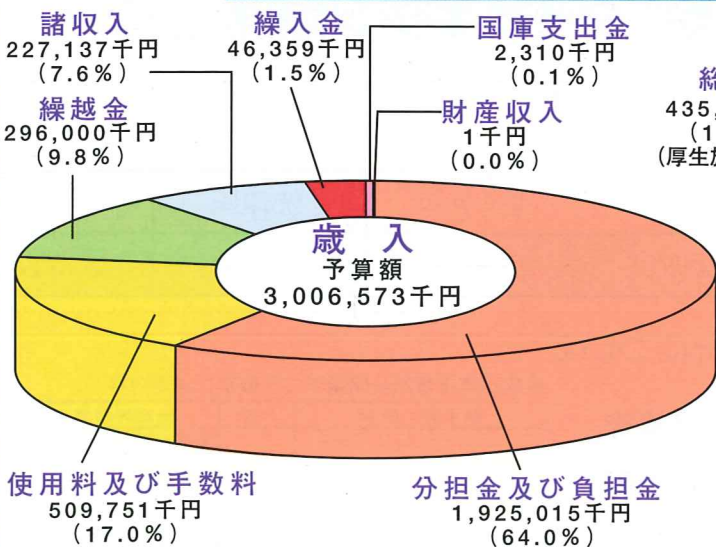 諸収入
227,137千円
(7.6%)
繰入金
46,359千円
(1.5%)
国庫支出金
2,310千円
(0.1%)
繰越金
296,000千円
(9.8%)
財産収入
1千円
(0.0%)
435,
(1
(厚生
歳入
予算額
3,006,573千円
使用料及び手数料
509,751千円
(17.0%)
分担金及び負担金
1,925,015千円
(64.0%)